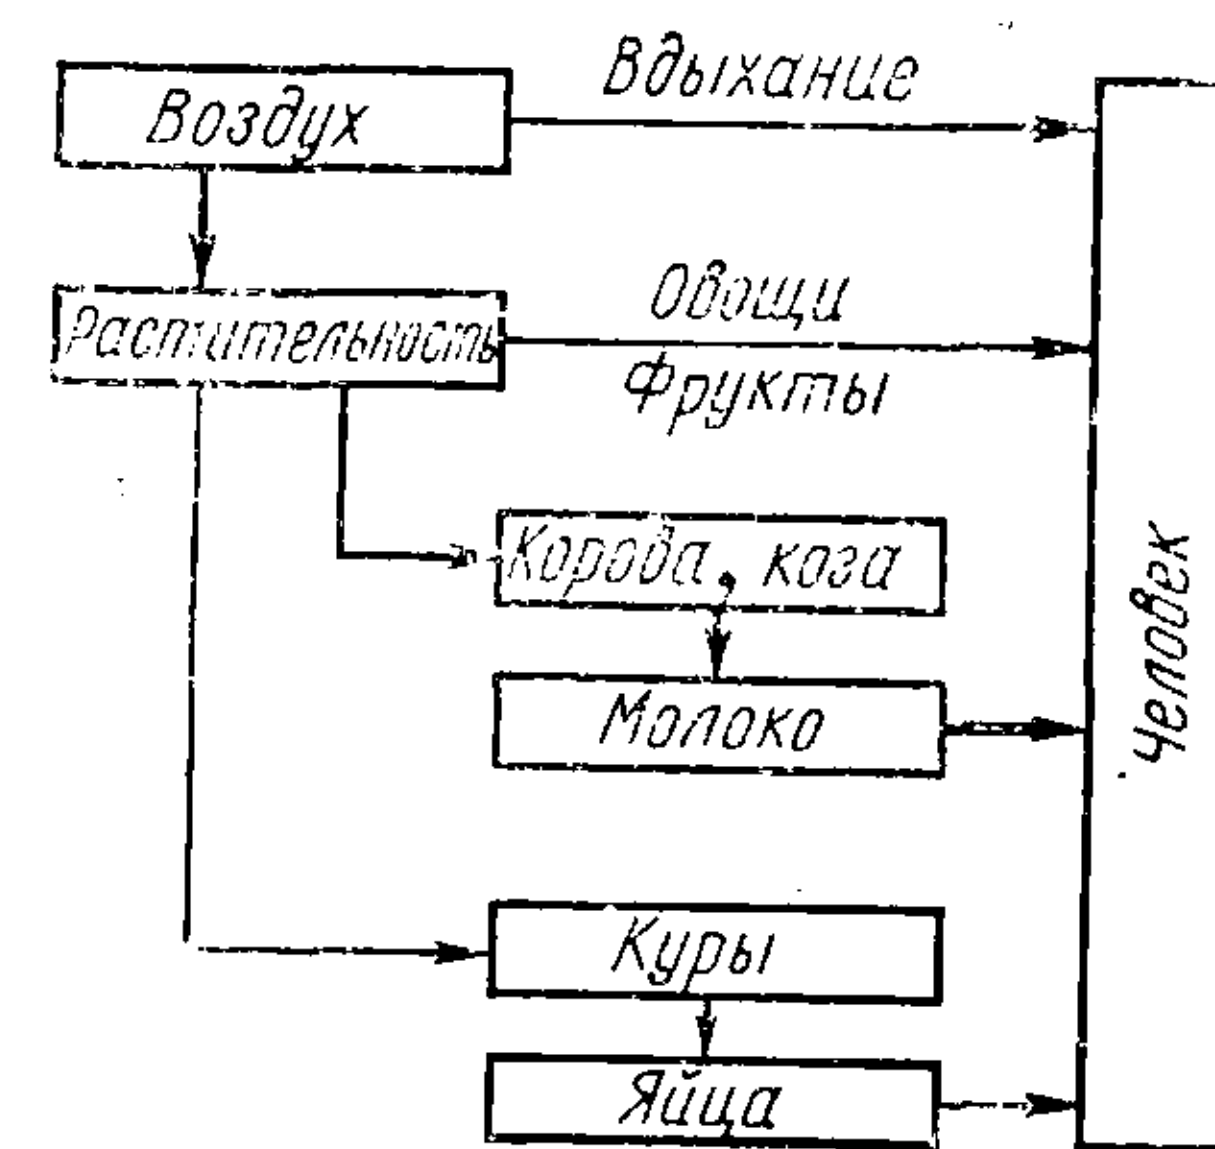 Воздух
Вдыхание
Растительность
Овощи
Фрукты
Корова, коза
Молоко
Человек
Куры
Яйца